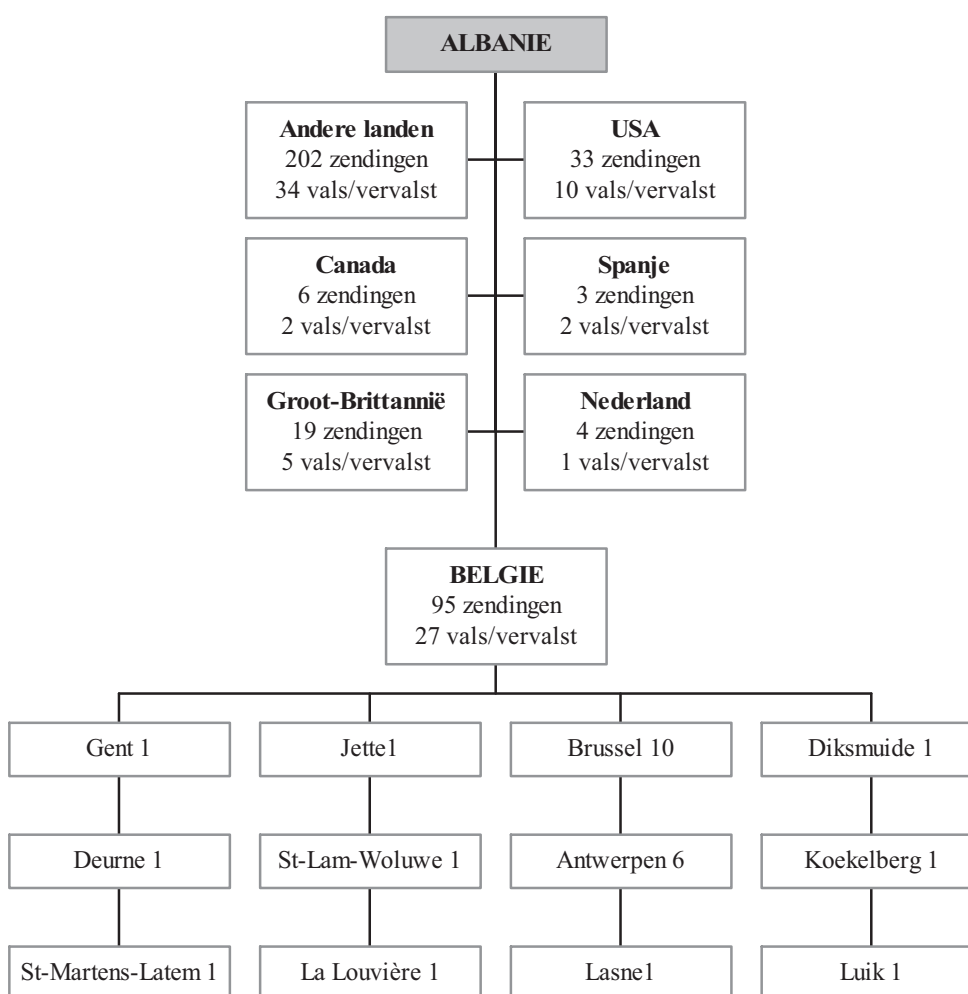 ALBANIE
Andere landen
202 zendingen
34 vals/vervalst
USA
33 zendingen
10 vals/vervalst
Canada
6 zendingen
2 vals/vervalst
Spanje
3 zendingen
2 vals/vervalst
Groot-Brittannië
19 zendingen
5 vals/vervalst
Nederland
4 zendingen
1 vals/vervalst
BELGIE
95 zendingen
27 vals/vervalst
Gent 1
Jette1
Brussel 10
Diksmuide 1
Deurne 1
St-Lam-Woluwe 1
Antwerpen 6
Koekelberg 1
St-Martens-Latem 1
La Louvière 1
Lasne1
Luik 1